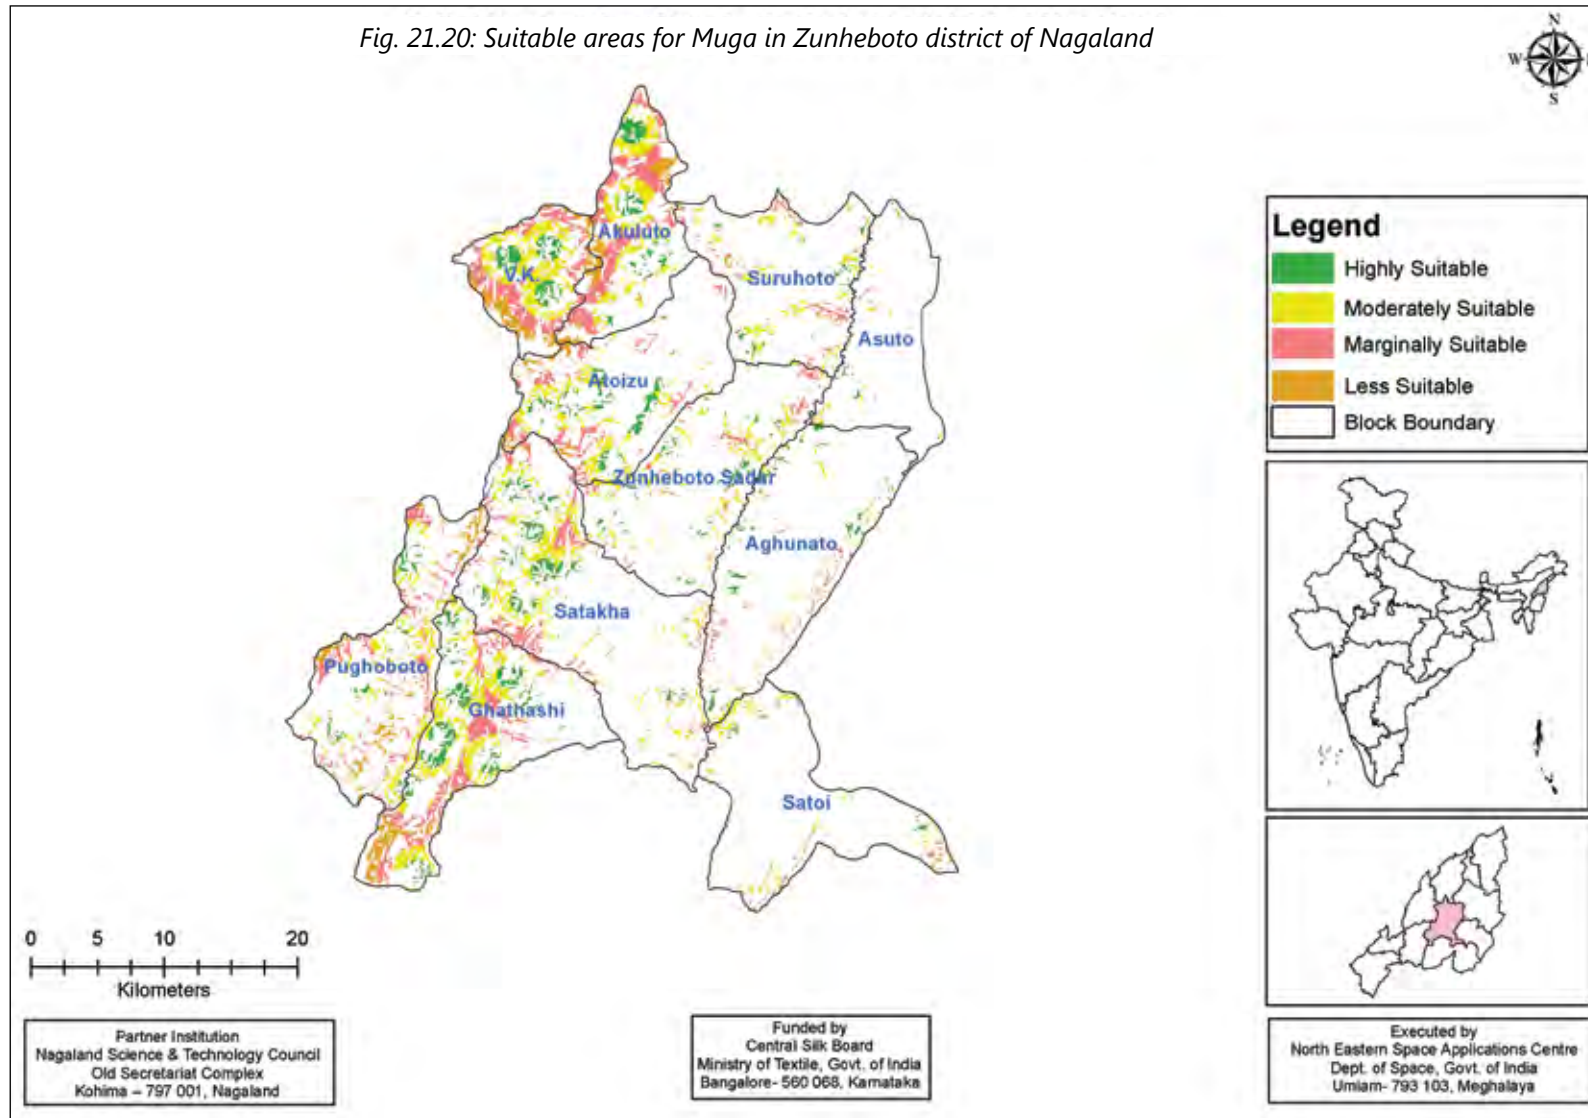 Fig. 21.20: Suitable areas for Muga in Zunheboto district of Nagaland
N
W
S
Akuluto
V.K.
Suruhoto
Asuto
Atoizu
Zunheboto Sadar
Aghunato
Satakha
Pughoboto
Ghathashi
Satoi
Legend
Highly Suitable
Moderately Suitable
Marginally Suitable
Less Suitable
Block Boundary
0 5 10 20
Kilometers
Partner Institution
Nagaland Science & Technology Council
Old Secretariat Complex
Kohima – 797 001, Nagaland
Funded by
Central Silk Board
Ministry of Textile, Govt. of India
Bangalore- 560 068, Karnataka
Executed by
North Eastern Space Applications Centre
Dept. of Space, Govt. of India
Umiam- 793 103, Meghalaya